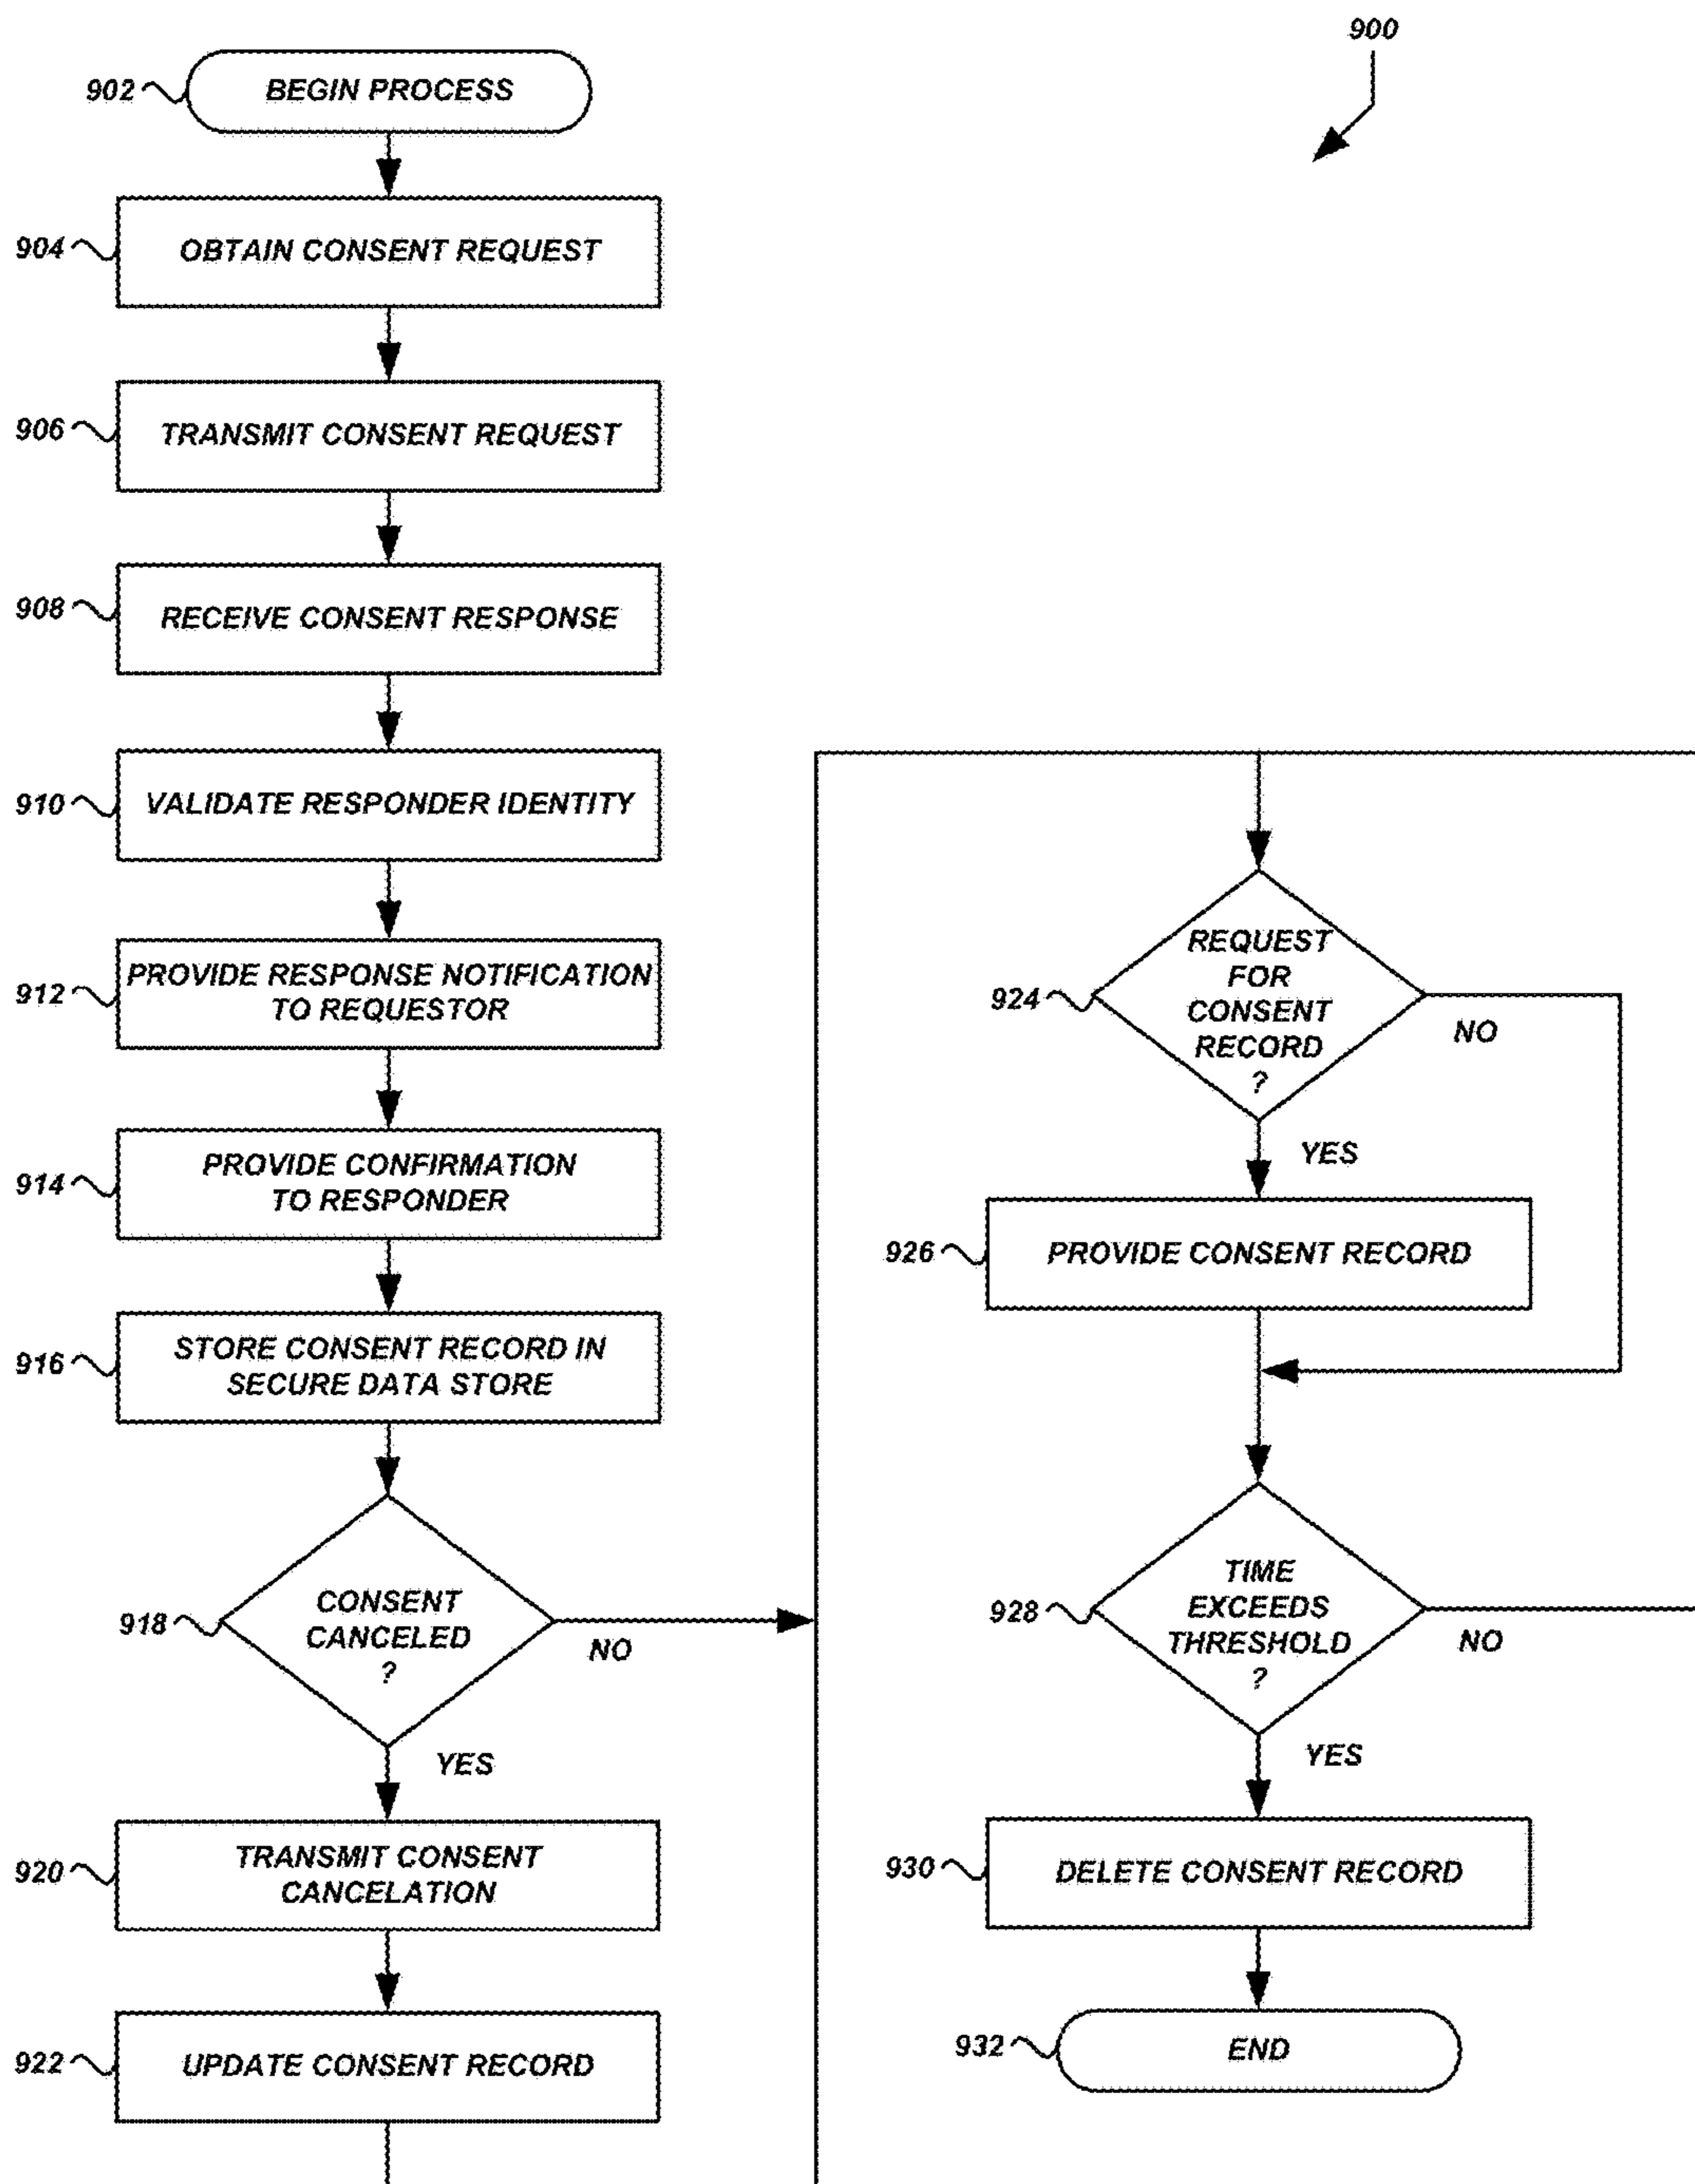 900
902
BEGIN PROCESS
904
OBTAIN CONSENT REQUEST
906
TRANSMIT CONSENT REQUEST
908
RECEIVE CONSENT RESPONSE
910
VALIDATE RESPONDER IDENTITY
912
PROVIDE RESPONSE NOTIFICATION
TO REQUESTOR
914
PROVIDE CONFIRMATION
TO RESPONDER
916
STORE CONSENT RECORD IN
SECURE DATA STORE
918
CONSENT
CANCELED
?
NO
YES
920
TRANSMIT CONSENT
CANCELATION
922
UPDATE CONSENT RECORD
924
REQUEST
FOR
CONSENT
RECORD
?
NO
YES
926
PROVIDE CONSENT RECORD
928
TIME
EXCEEDS
THRESHOLD
?
NO
YES
930
DELETE CONSENT RECORD
932
END